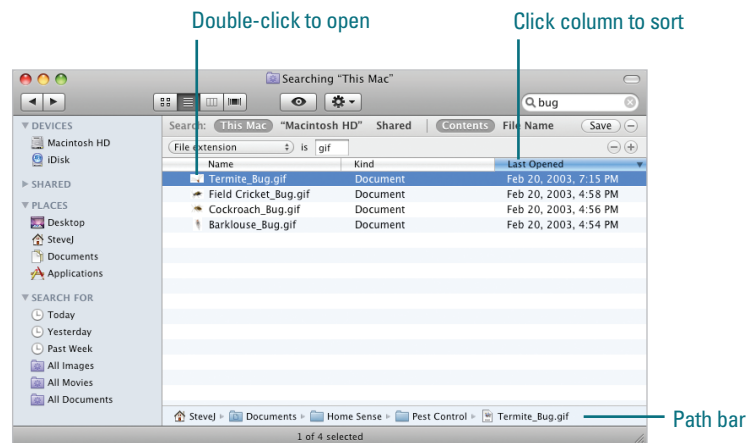 Double-click to open
Click column to sort
Searching “This Mac”
bug
▼ DEVICES
Macintosh HD
iDisk
▶ SHARED
▼ PLACES
Desktop
SteveJ
Documents
Applications
▼ SEARCH FOR
Today
Yesterday
Past Week
All Images
All Movies
All Documents
Search: This Mac "Macintosh HD" Shared Contents File Name Save
File extension is gif
Name Kind Last Opened
Termite_Bug.gif Document Feb 20, 2003, 7:15 PM
Field Cricket_Bug.gif Document Feb 20, 2003, 4:58 PM
Cockroach_Bug.gif Document Feb 20, 2003, 4:56 PM
Barklouse_Bug.gif Document Feb 20, 2003, 4:54 PM
SteveJ ▸ Documents ▸ Home Sense ▸ Pest Control ▸ Termite_Bug.gif
Path bar
1 of 4 selected